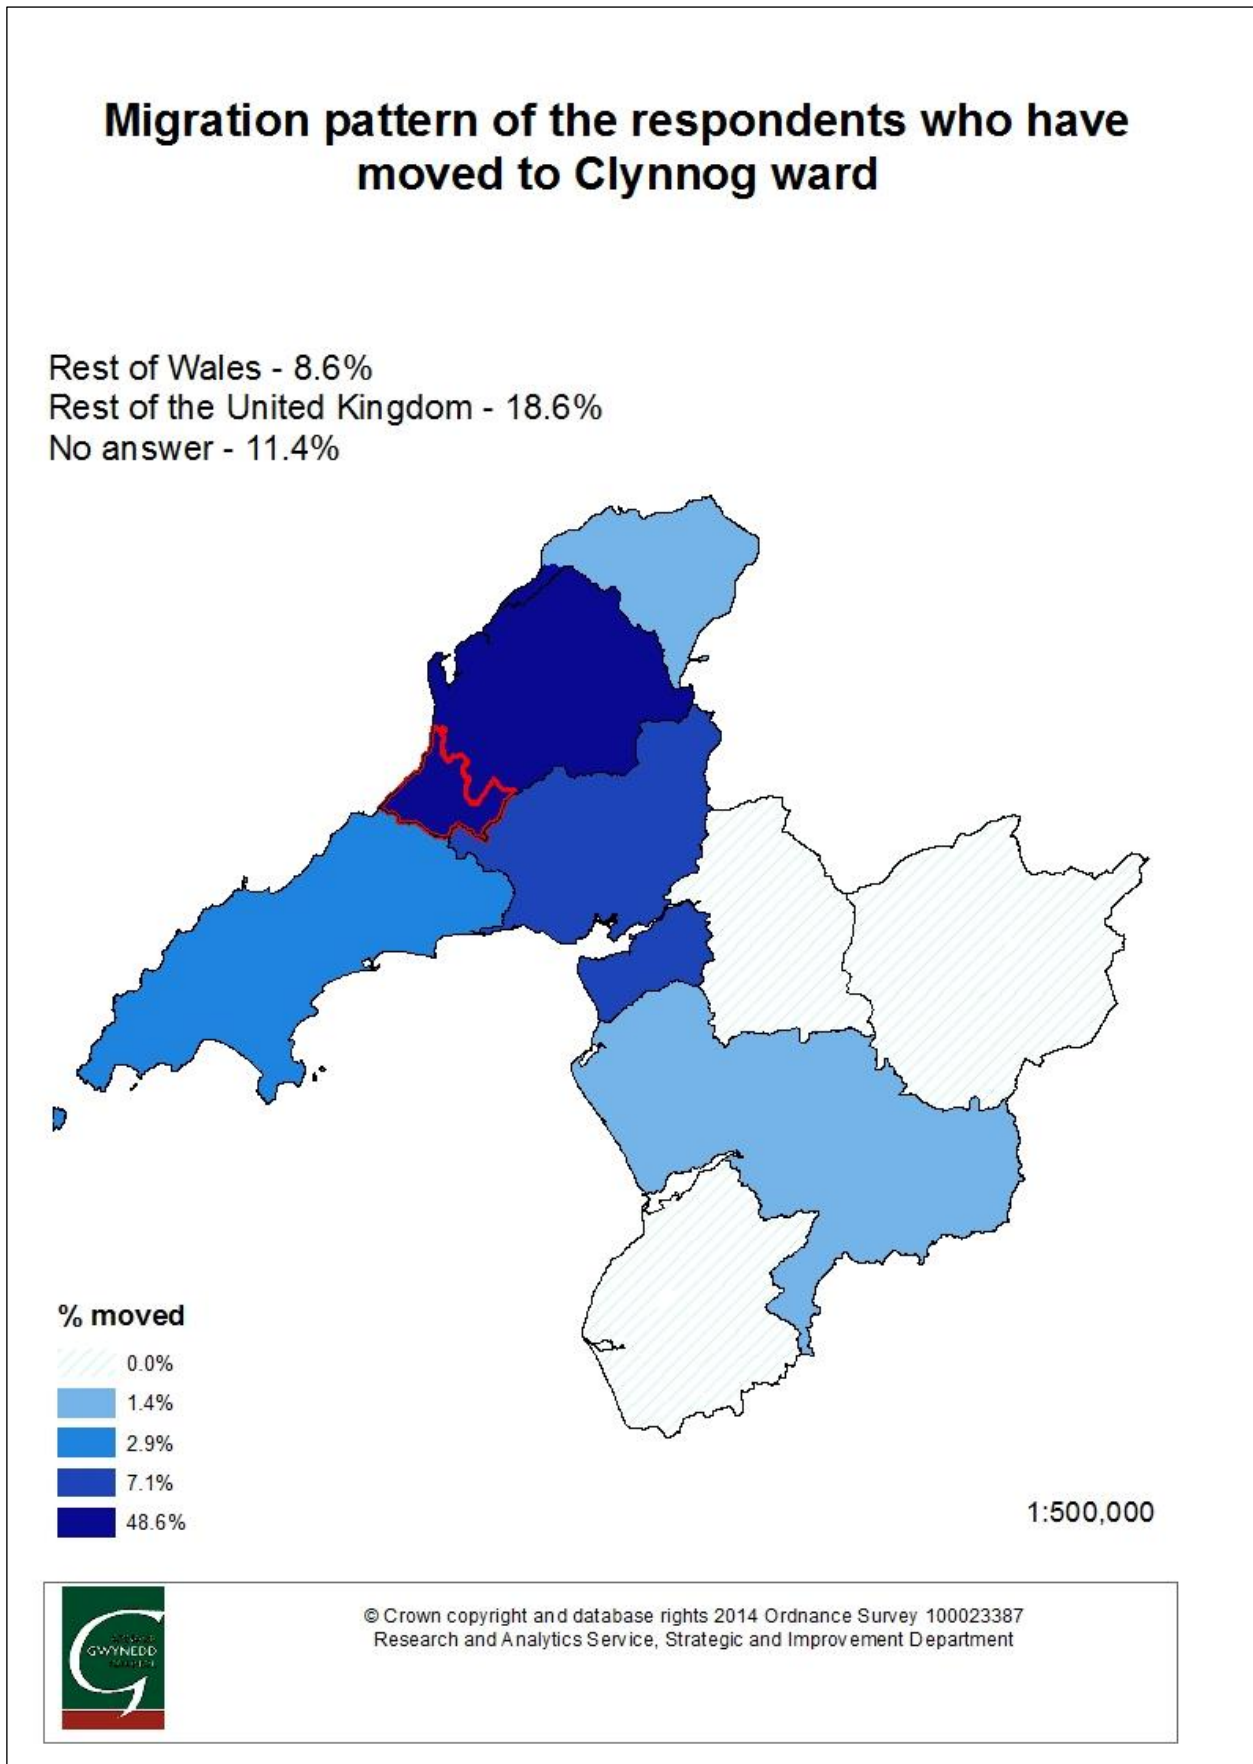 Migration pattern of the respondents who have
moved to Clynnog ward
Rest of Wales - 8.6%
Rest of the United Kingdom - 18.6%
No answer - 11.4%
% moved
0.0%
1.4%
2.9%
7.1%
48.6%
1:500,000
GWYNEDD
© Crown copyright and database rights 2014 Ordnance Survey 100023387
Research and Analytics Service, Strategic and Improvement Department